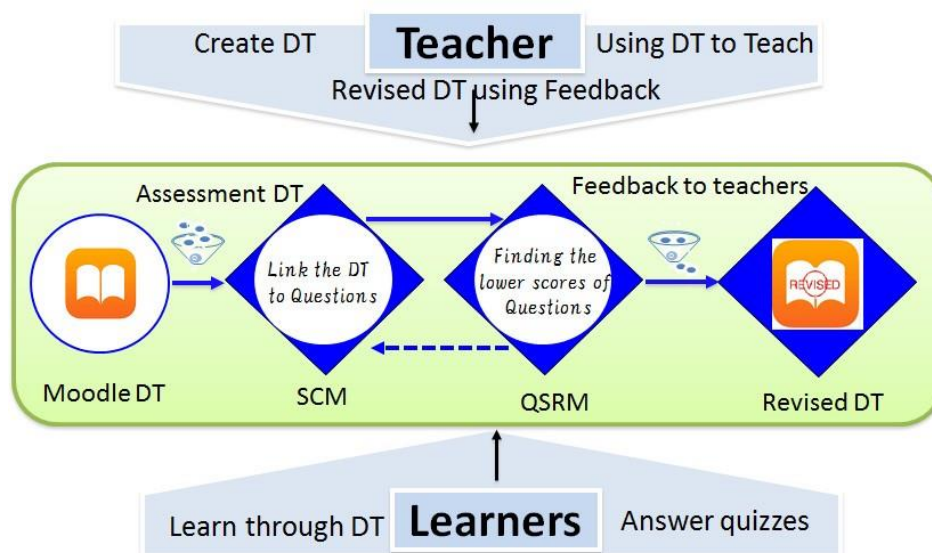 Create DT
Teacher
Using DT to Teach
Revised DT using Feedback
Assessment DT
Feedback to teachers
Link the DT
to Questions
Finding the
lower scores of
Questions
REVISED
Moodle DT
SCM
QSRM
Revised DT
Learn through DT
Learners
Answer quizzes